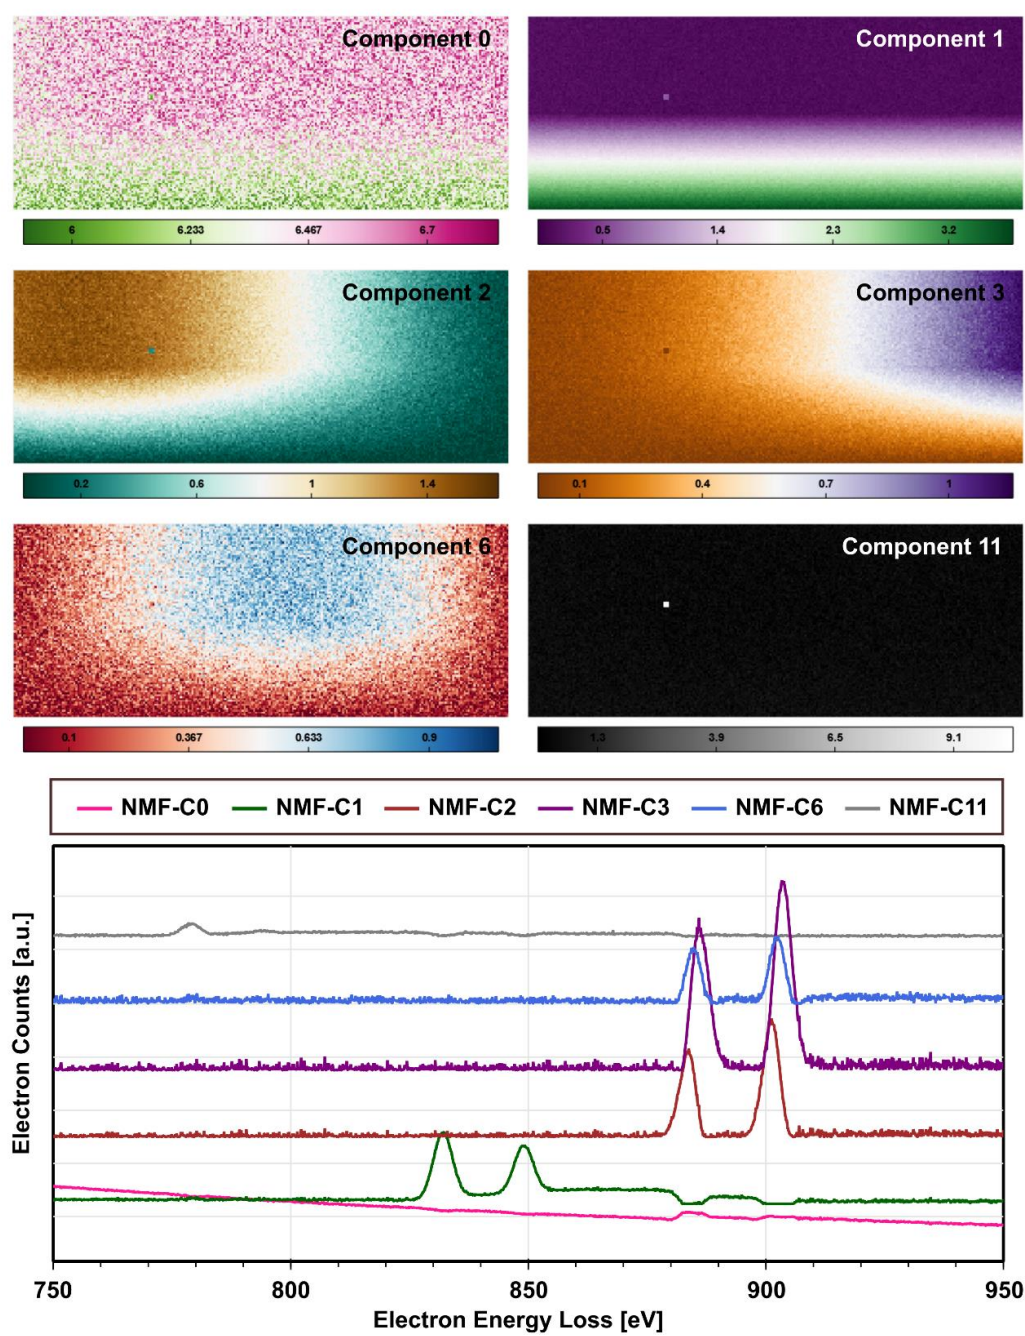 Component 0
Component 1
6 6.233 6.467 6.7
0.5 1.4 2.3 3.2
Component 2
Component 3
0.2 0.6 1 1.4
0.1 0.4 0.7 1
Component 6
Component 11
0.1 0.367 0.633 0.9
1.3 3.9 6.5 9.1
NMF-C0 NMF-C1 NMF-C2 NMF-C3 NMF-C6 NMF-C11
Electron Counts [a.u.]
750 800 850 900 950
Electron Energy Loss [eV]